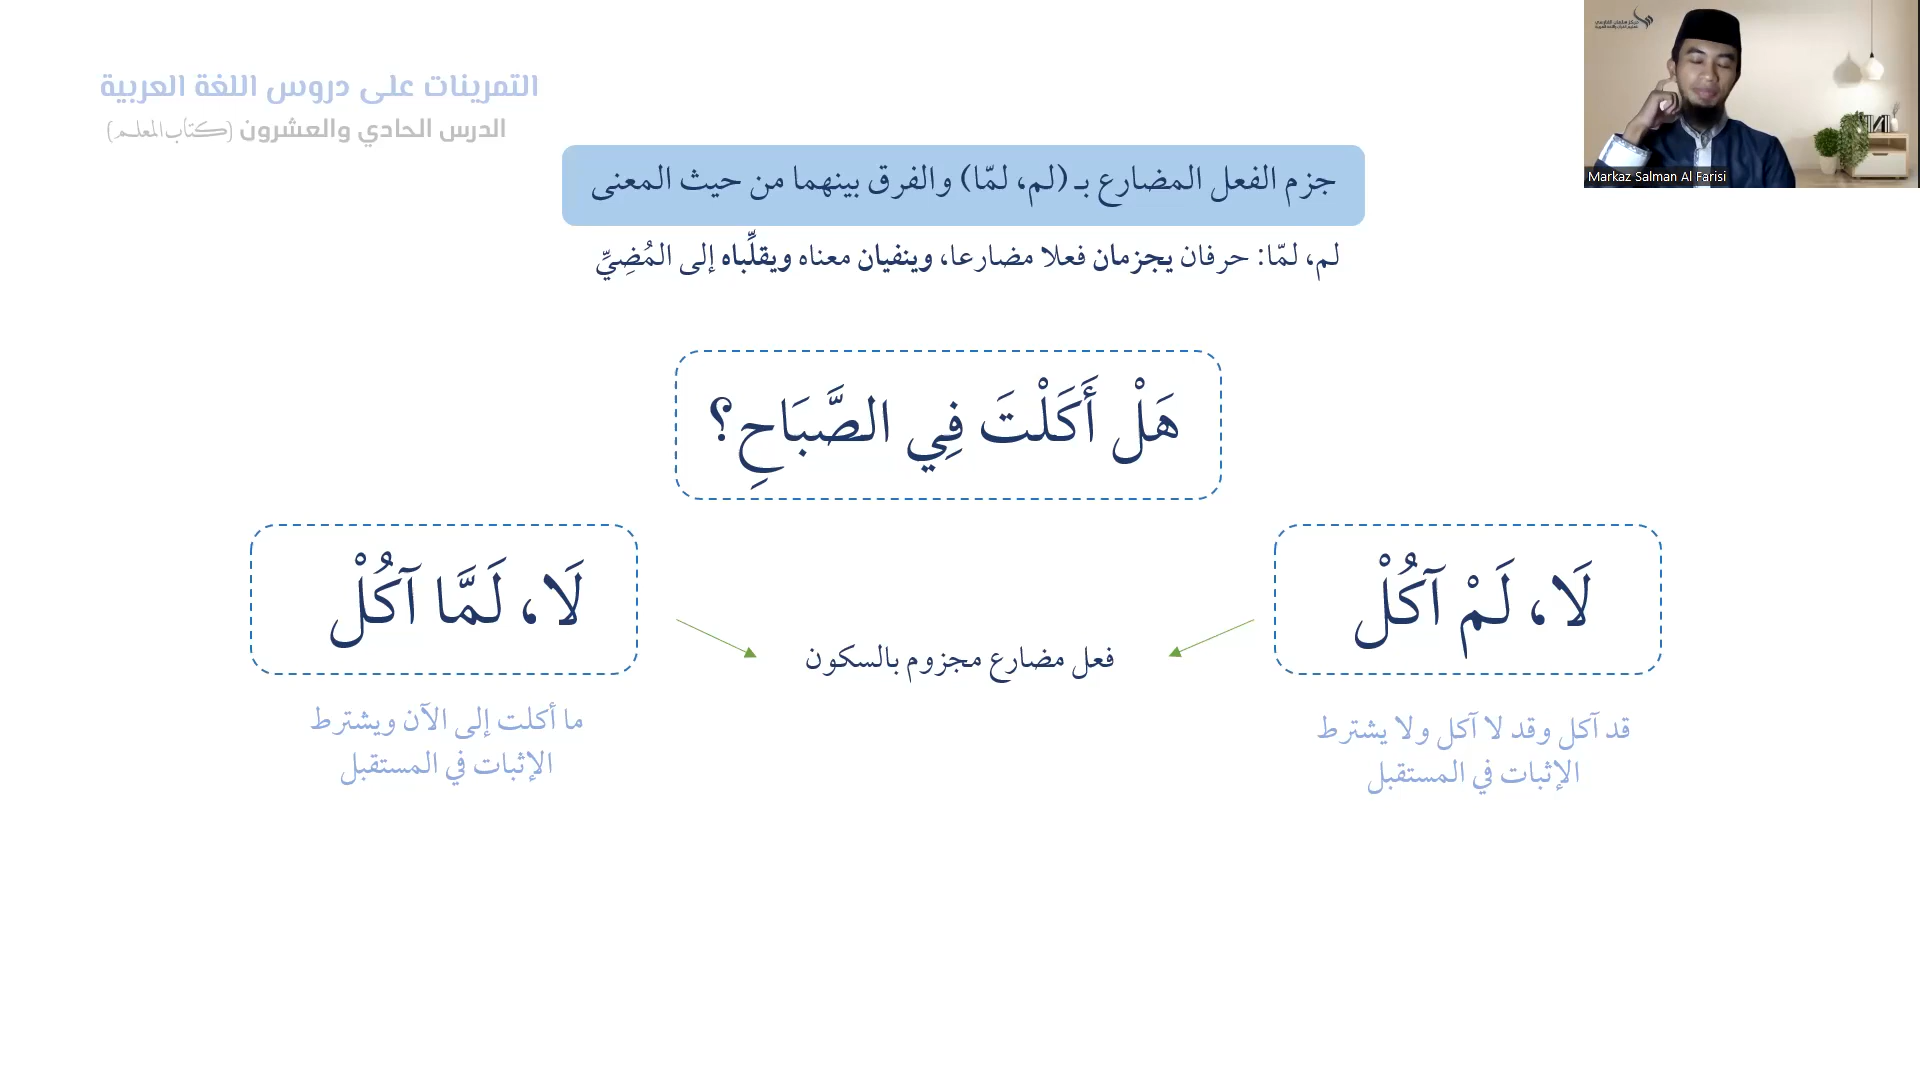 التمرينات على دروس اللغة العربية
الدرس الحادي والعشرون (كتاب المعلم)
جزم الفعل المضارع بـ (لم، لمّا) والفرق بينهما من حيث المعنى
لم، لمّا: حرفان يجزمان فعلا مضارعا، وينفيان معناه ويقلِّباه إلى المُضِيِّ
هَلْ أَكَلْتَ فِي الصَّبَاحِ؟
لَا، لَمْ آكُلْ
لَا، لَمَّا آكُلْ
فعل مضارع مجزوم بالسكون
قد آكل وقد لا آكل ولا يشترط
الإثبات في المستقبل
ما أكلت إلى الآن ويشترط
الإثبات في المستقبل
Markaz Salman Al Farisi